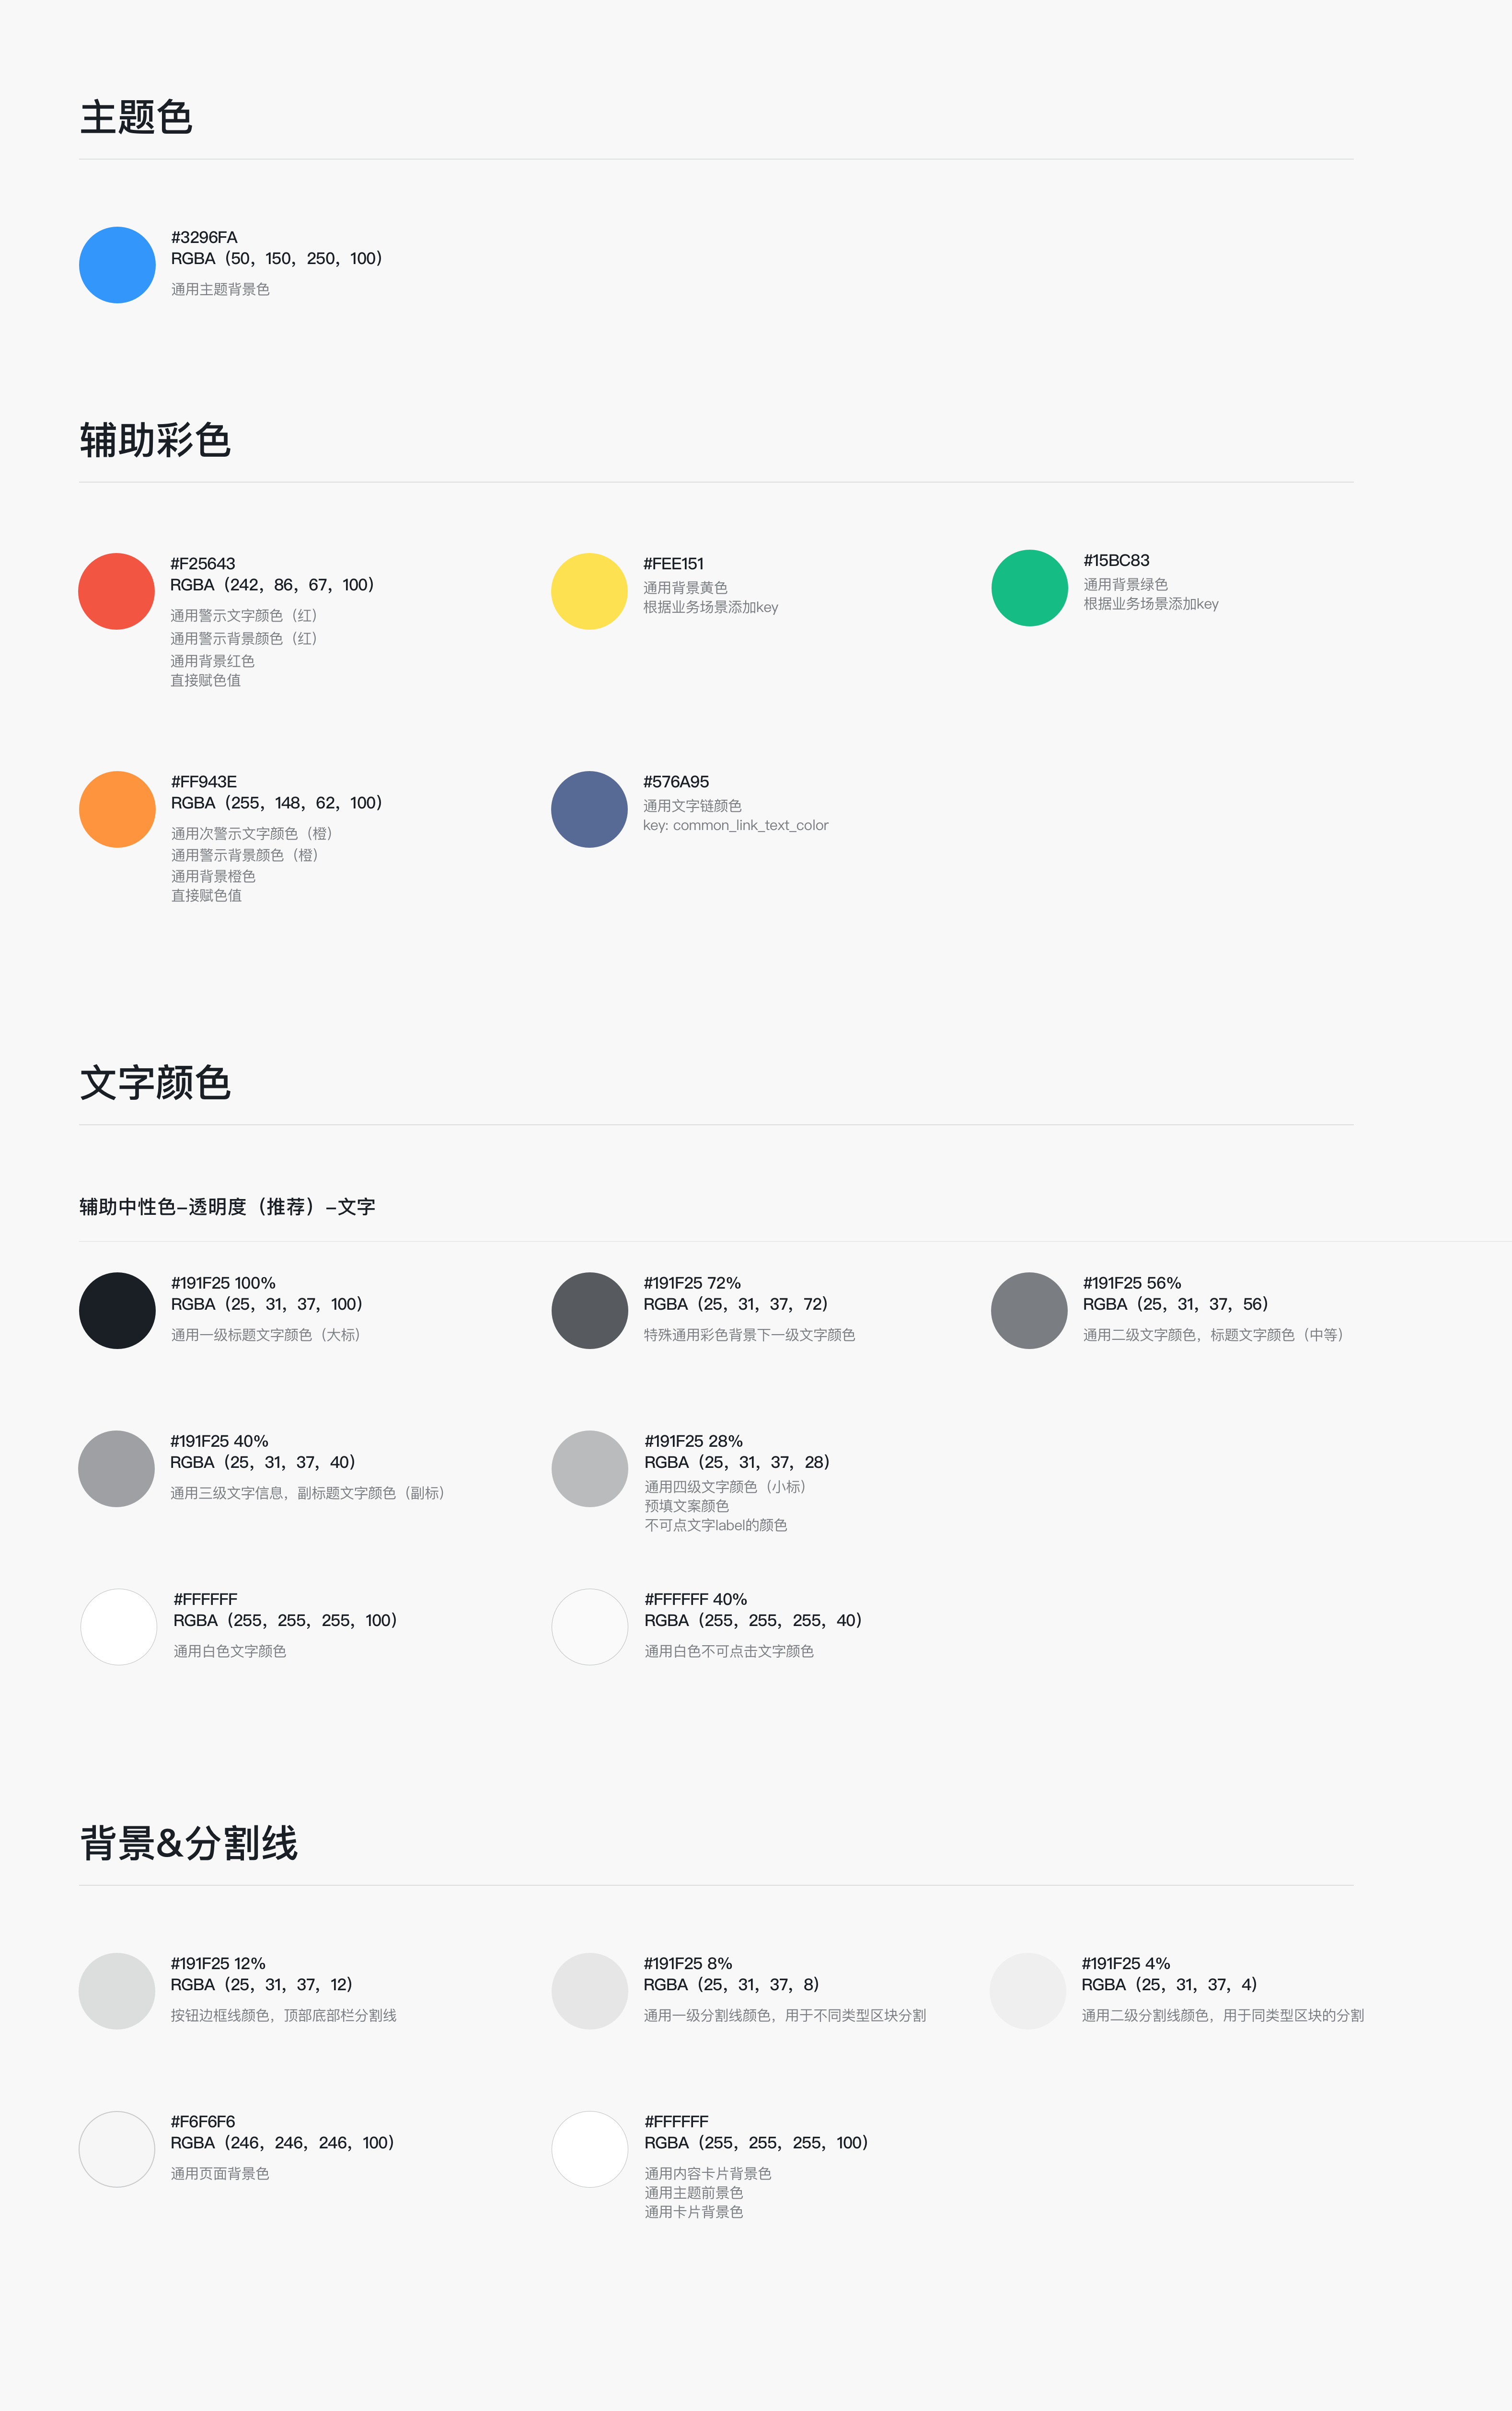 主题色
#3296FA
RGBA（50，150，250，100）
通用主题背景色
辅助彩色
#F25643
RGBA（242，86，67，100）
通用警示文字颜色（红）
通用警示背景颜色（红）
通用背景红色
直接赋色值
#FEE151
通用背景黄色
根据业务场景添加key
#15BC83
通用背景绿色
根据业务场景添加key
#FF943E
RGBA（255，148，62，100）
通用次警示文字颜色（橙）
通用警示背景颜色（橙）
通用背景橙色
直接赋色值
#576A95
通用文字链颜色
key: common_link_text_color
文字颜色
辅助中性色–透明度（推荐）–文字
#191F25 100%
RGBA（25，31，37，100）
通用一级标题文字颜色（大标）
#191F25 72%
RGBA（25，31，37，72）
特殊通用彩色背景下一级文字颜色
#191F25 56%
RGBA（25，31，37，56）
通用二级文字颜色，标题文字颜色（中等）
#191F25 40%
RGBA（25，31，37，40）
通用三级文字信息，副标题文字颜色（副标）
#191F25 28%
RGBA（25，31，37，28）
通用四级文字颜色（小标）
预填文案颜色
不可点文字label的颜色
#FFFFFF
RGBA（255，255，255，100）
通用白色文字颜色
#FFFFFF 40%
RGBA（255，255，255，40）
通用白色不可点击文字颜色
背景&分割线
#191F25 12%
RGBA（25，31，37，12）
按钮边框线颜色，顶部底部栏分割线
#191F25 8%
RGBA（25，31，37，8）
通用一级分割线颜色，用于不同类型区块分割
#191F25 4%
RGBA（25，31，37，4）
通用二级分割线颜色，用于同类型区块的分割
#F6F6F6
RGBA（246，246，246，100）
通用页面背景色
#FFFFFF
RGBA（255，255，255，100）
通用内容卡片背景色
通用主题前景色
通用卡片背景色